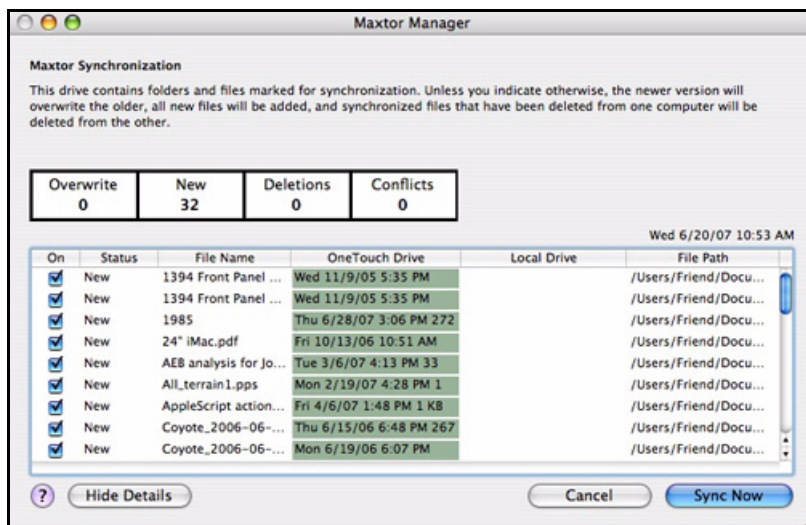 Maxtor Manager
Maxtor Synchronization
This drive contains folders and files marked for synchronization. Unless you indicate otherwise, the newer version will
overwrite the older, all new files will be added, and synchronized files that have been deleted from one computer will be
deleted from the other.
Overwrite New Deletions Conflicts
0 32 0 0
Wed 6/20/07 10:53 AM
On Status File Name OneTouch Drive Local Drive File Path
New 1394 Front Panel ... Wed 11/9/05 5:35 PM /Users/Friend/Docu...
New 1394 Front Panel ... Wed 11/9/05 5:35 PM /Users/Friend/Docu...
New 1985 Thu 6/28/07 3:06 PM 272 /Users/Friend/Docu...
New 24" iMac.pdf Fri 10/13/06 10:51 AM /Users/Friend/Docu...
New AEB analysis for Jo... Tue 3/6/07 4:13 PM 33 /Users/Friend/Docu...
New All_terrain1.pps Mon 2/19/07 4:28 PM 1 /Users/Friend/Docu...
New AppleScript action... Fri 4/6/07 1:48 PM 1 KB /Users/Friend/Docu...
New Coyote_2006-06-... Thu 6/15/06 6:48 PM 267 /Users/Friend/Docu...
New Coyote_2006-06-... Mon 6/19/06 6:07 PM /Users/Friend/Docu...
? Hide Details Cancel Sync Now